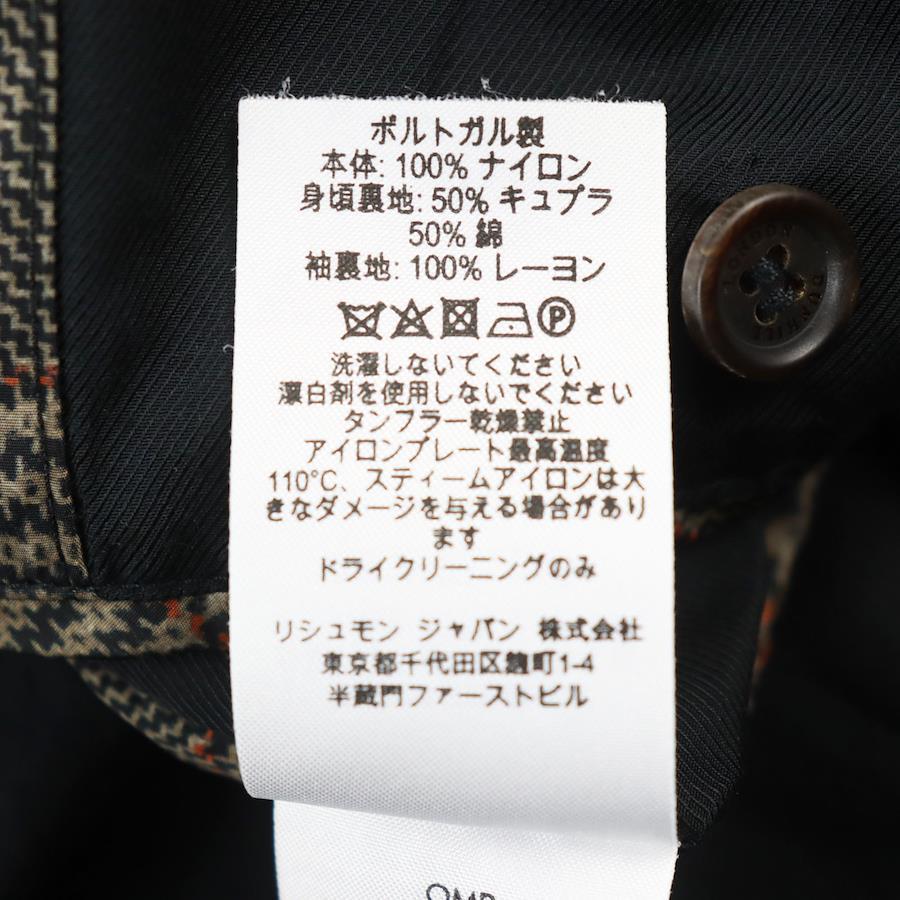 ポルトガル製
本体: 100% ナイロン
身頃裏地: 50% キュプラ
50% 綿
袖裏地: 100% レーヨン
P
洗濯しないてください
漂白剤を使用しないでください
タンブラー乾燥禁止
アイロンプレート最高温度
110°C、スティームアイロンは大
きなダメージを与える場合があり
ます
ドライクリーニングのみ
リシュモン ジャパン 株式会社
東京都千代田区麹町1-4
半蔵門ファーストビル
LONDON
DUNHILL